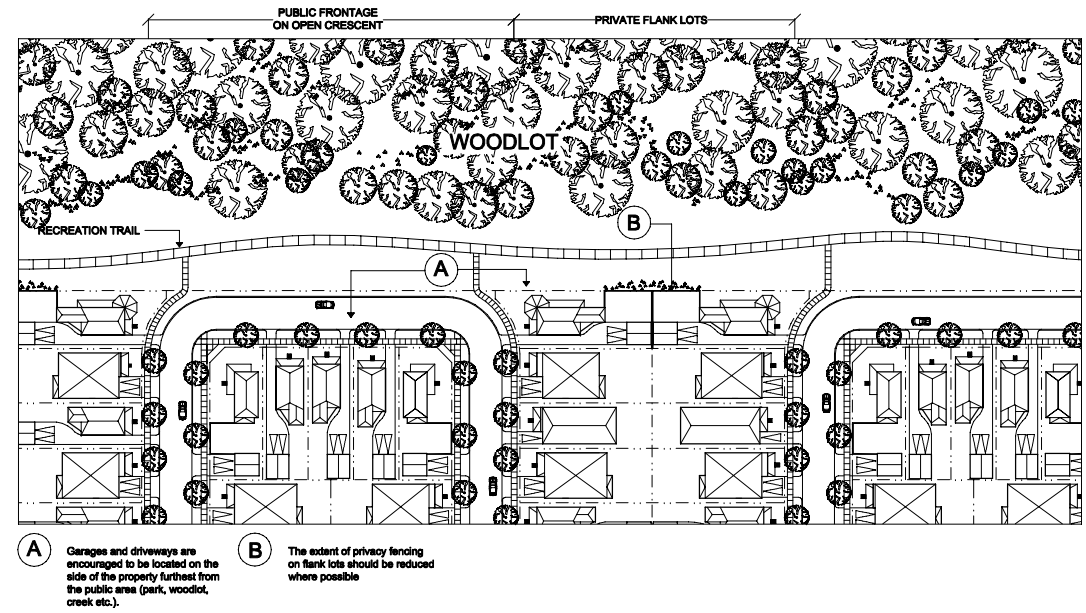 PUBLIC FRONTAGE
ON OPEN CRESCENT
PRIVATE FLANK LOTS
WOODLOT
B
RECREATION TRAIL
A
A
Garages and driveways are
encouraged to be located on the
side of the property furthest from
the public area (park, woodlot,
creek etc.).
B
The extent of privacy fencing
on flank lots should be reduced
where possible